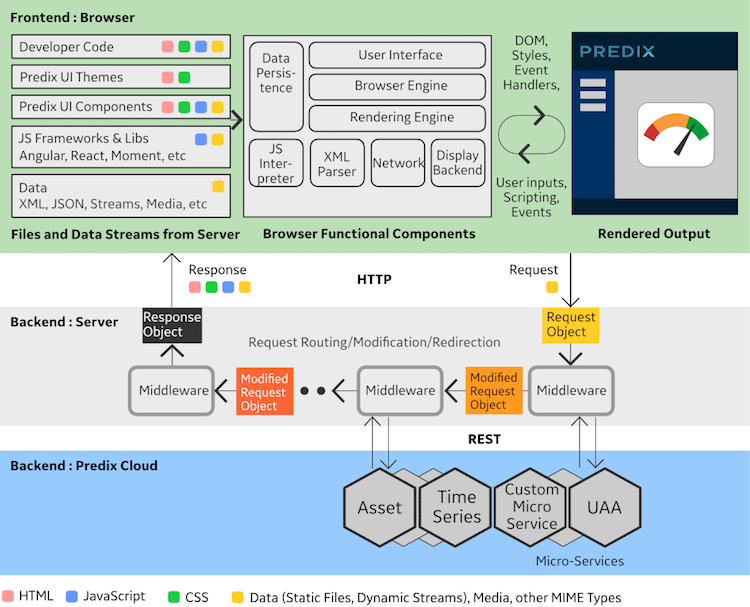 Frontend : Browser
Developer Code
Predix UI Themes
Predix UI Components
JS Frameworks & Libs
Angular, React, Moment, etc
Data
XML, JSON, Streams, Media, etc
Files and Data Streams from Server
Data
Persis-
tence
User Interface
Browser Engine
Rendering Engine
JS
Inter-
preter
XML
Parser
Network
Display
Backend
Browser Functional Components
DOM,
Styles,
Event
Handlers,
User inputs,
Scripting,
Events
PREDIX
Rendered Output
Response
HTTP
Request
Backend : Server
Response
Object
Request Routing/Modification/Redirection
Request
Object
Middleware
Modified
Request
Object
Middleware
Modified
Request
Object
Middleware
REST
Backend : Predix Cloud
Asset
Time
Series
Custom
Micro
Service
UAA
Micro-Services
HTML
JavaScript
CSS
Data (Static Files, Dynamic Streams), Media, other MIME Types